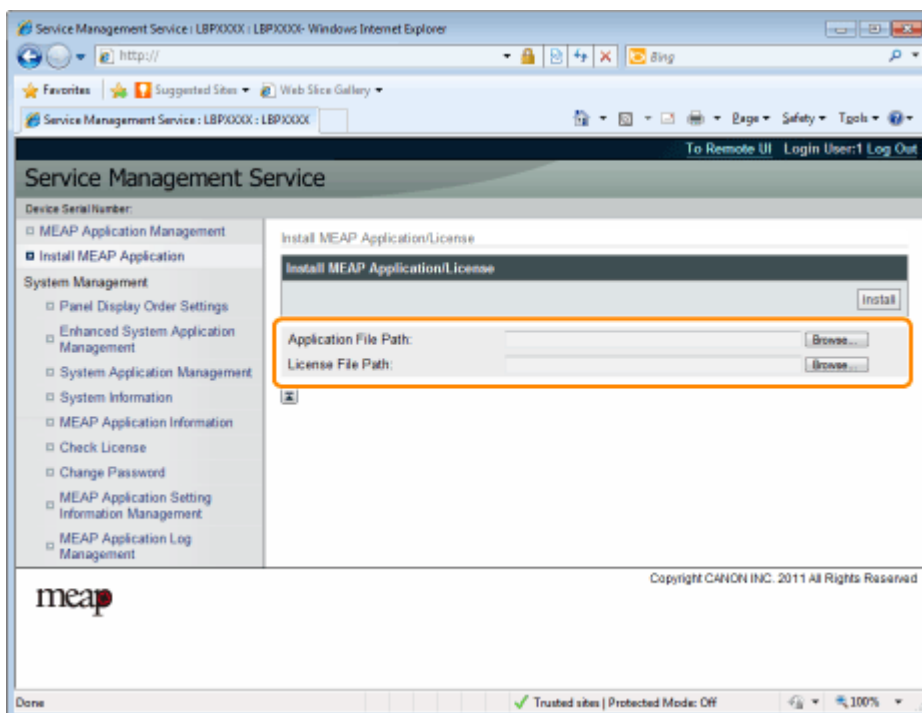 Service Management Service : LBPXXXX : LBPXXXX- Windows Internet Explorer
http://
Bing
Favorites
Suggested Sites
Web Slice Gallery
Service Management Service : LBPXXXX : LBPXXXX
Page
Safety
Tools
To Remote UI Login User:1 Log Out
Service Management Service
Device Serial Number:
MEAP Application Management
Install MEAP Application
System Management
Panel Display Order Settings
Enhanced System Application
Management
System Application Management
System Information
MEAP Application Information
Check License
Change Password
MEAP Application Setting
Information Management
MEAP Application Log
Management
Install MEAP Application/License
Install MEAP Application/License
Install
Application File Path:
Browse...
License File Path:
Browse...
Copyright CANON INC. 2011 All Rights Reserved
meap
Done
Trusted sites | Protected Mode: Off
100%